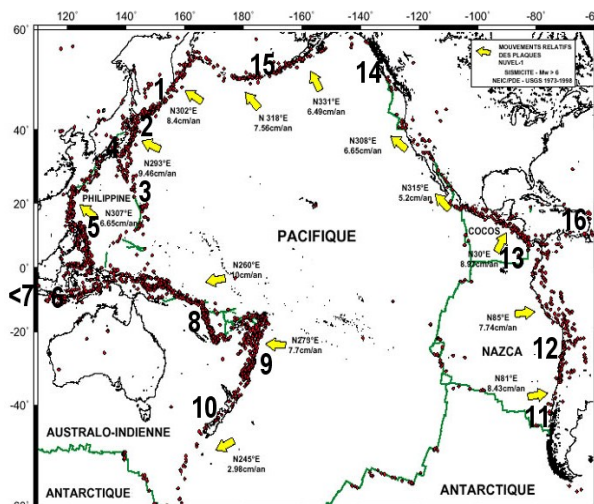 110 120 140 160 180 -160 -140 -120 -100 -80 -60
60
MOUVEMENTS RELATIFS
DES PLAQUES
NUVEL-1
SISMICITE - Mw > 6
NEIC/PDE - USGS 1973-1998
15
14
1
N331°E
6.49cm/an
N302°E
8.4cm/an
N 318°E
7.56cm/an
2
40
N308°E
6.65cm/an
4
N293°E
9.46cm/an
3
20
PHILIPPINE
N307°E
6.65cm/an
N315°E
5.2cm/an
16
5
PACIFIQUE
COCOS
N30°E
13
0
N260°E
<7
6
8
N85°E
7.74cm/an
-20
N273°E
7.7cm/an
9
12
NAZCA
N81°E
8.43cm/an
10
11
-40
AUSTRALO-INDIENNE
N245°E
2.98cm/an
ANTARCTIQUE
ANTARCTIQUE